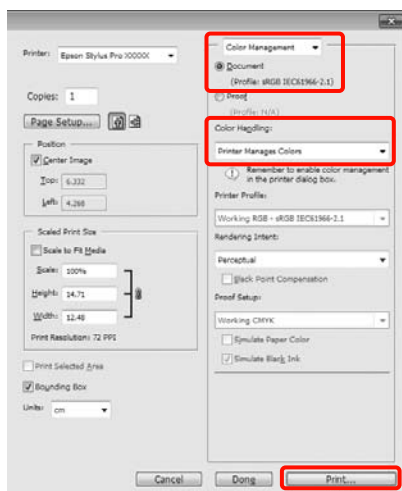 Printer: Epson Stylus Pro XXXXX
Copies: 1
Page Setup...
Position
Center Image
Top: 6.332
Left: 4.268
Scaled Print Size
Scale to Fit Media
Scale: 100%
Height: 14.71
Width: 12.48
Print Resolution: 72 PPI
Print Selected Area
Bounding Box
Units: cm
Color Management
Document
(Profile: sRGB IEC61966-2.1)
Proof
(Profile: N/A)
Color Handling:
Printer Manages Colors
Remember to enable color management
in the printer dialog box.
Printer Profile:
Working RGB - sRGB IEC61966-2.1
Rendering Intent:
Perceptual
Black Point Compensation
Proof Setup:
Working CMYK
Simulate Paper Color
Simulate Black Ink
Cancel
Done
Print...